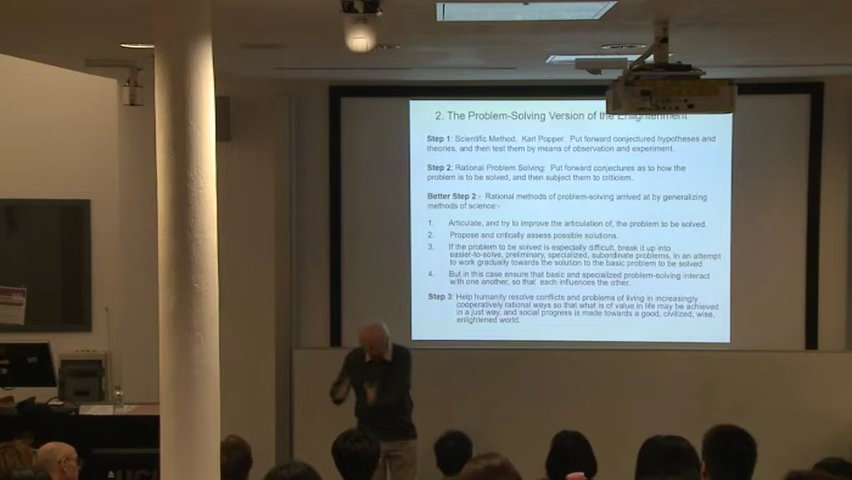 2. The Problem-Solving Version of the Enlightenment
Step 1: Scientific Method. Karl Popper. Put forward conjectured hypotheses and
theories, and then test them by means of observation and experiment.
Step 2: Rational Problem Solving: Put forward conjectures as to how the
problem is to be solved, and then subject them to criticism.
Better Step 2:- Rational methods of problem-solving arrived at by generalizing
methods of science:-
1. Articulate, and try to improve the articulation of, the problem to be solved.
2. Propose and critically assess possible solutions.
3. If the problem to be solved is especially difficult, break it up into
easier-to-solve, preliminary, specialized, subordinate problems, in an attempt
to work gradually towards the solution to the basic problem to be solved.
4. But in this case ensure that basic and specialized problem-solving interact
with one another, so that each influences the other.
Step 3: Help humanity resolve conflicts and problems of living in increasingly
cooperatively rational ways so that what is of value in life may be achieved
in a just way, and social progress is made towards a good, civilized, wise,
enlightened world.